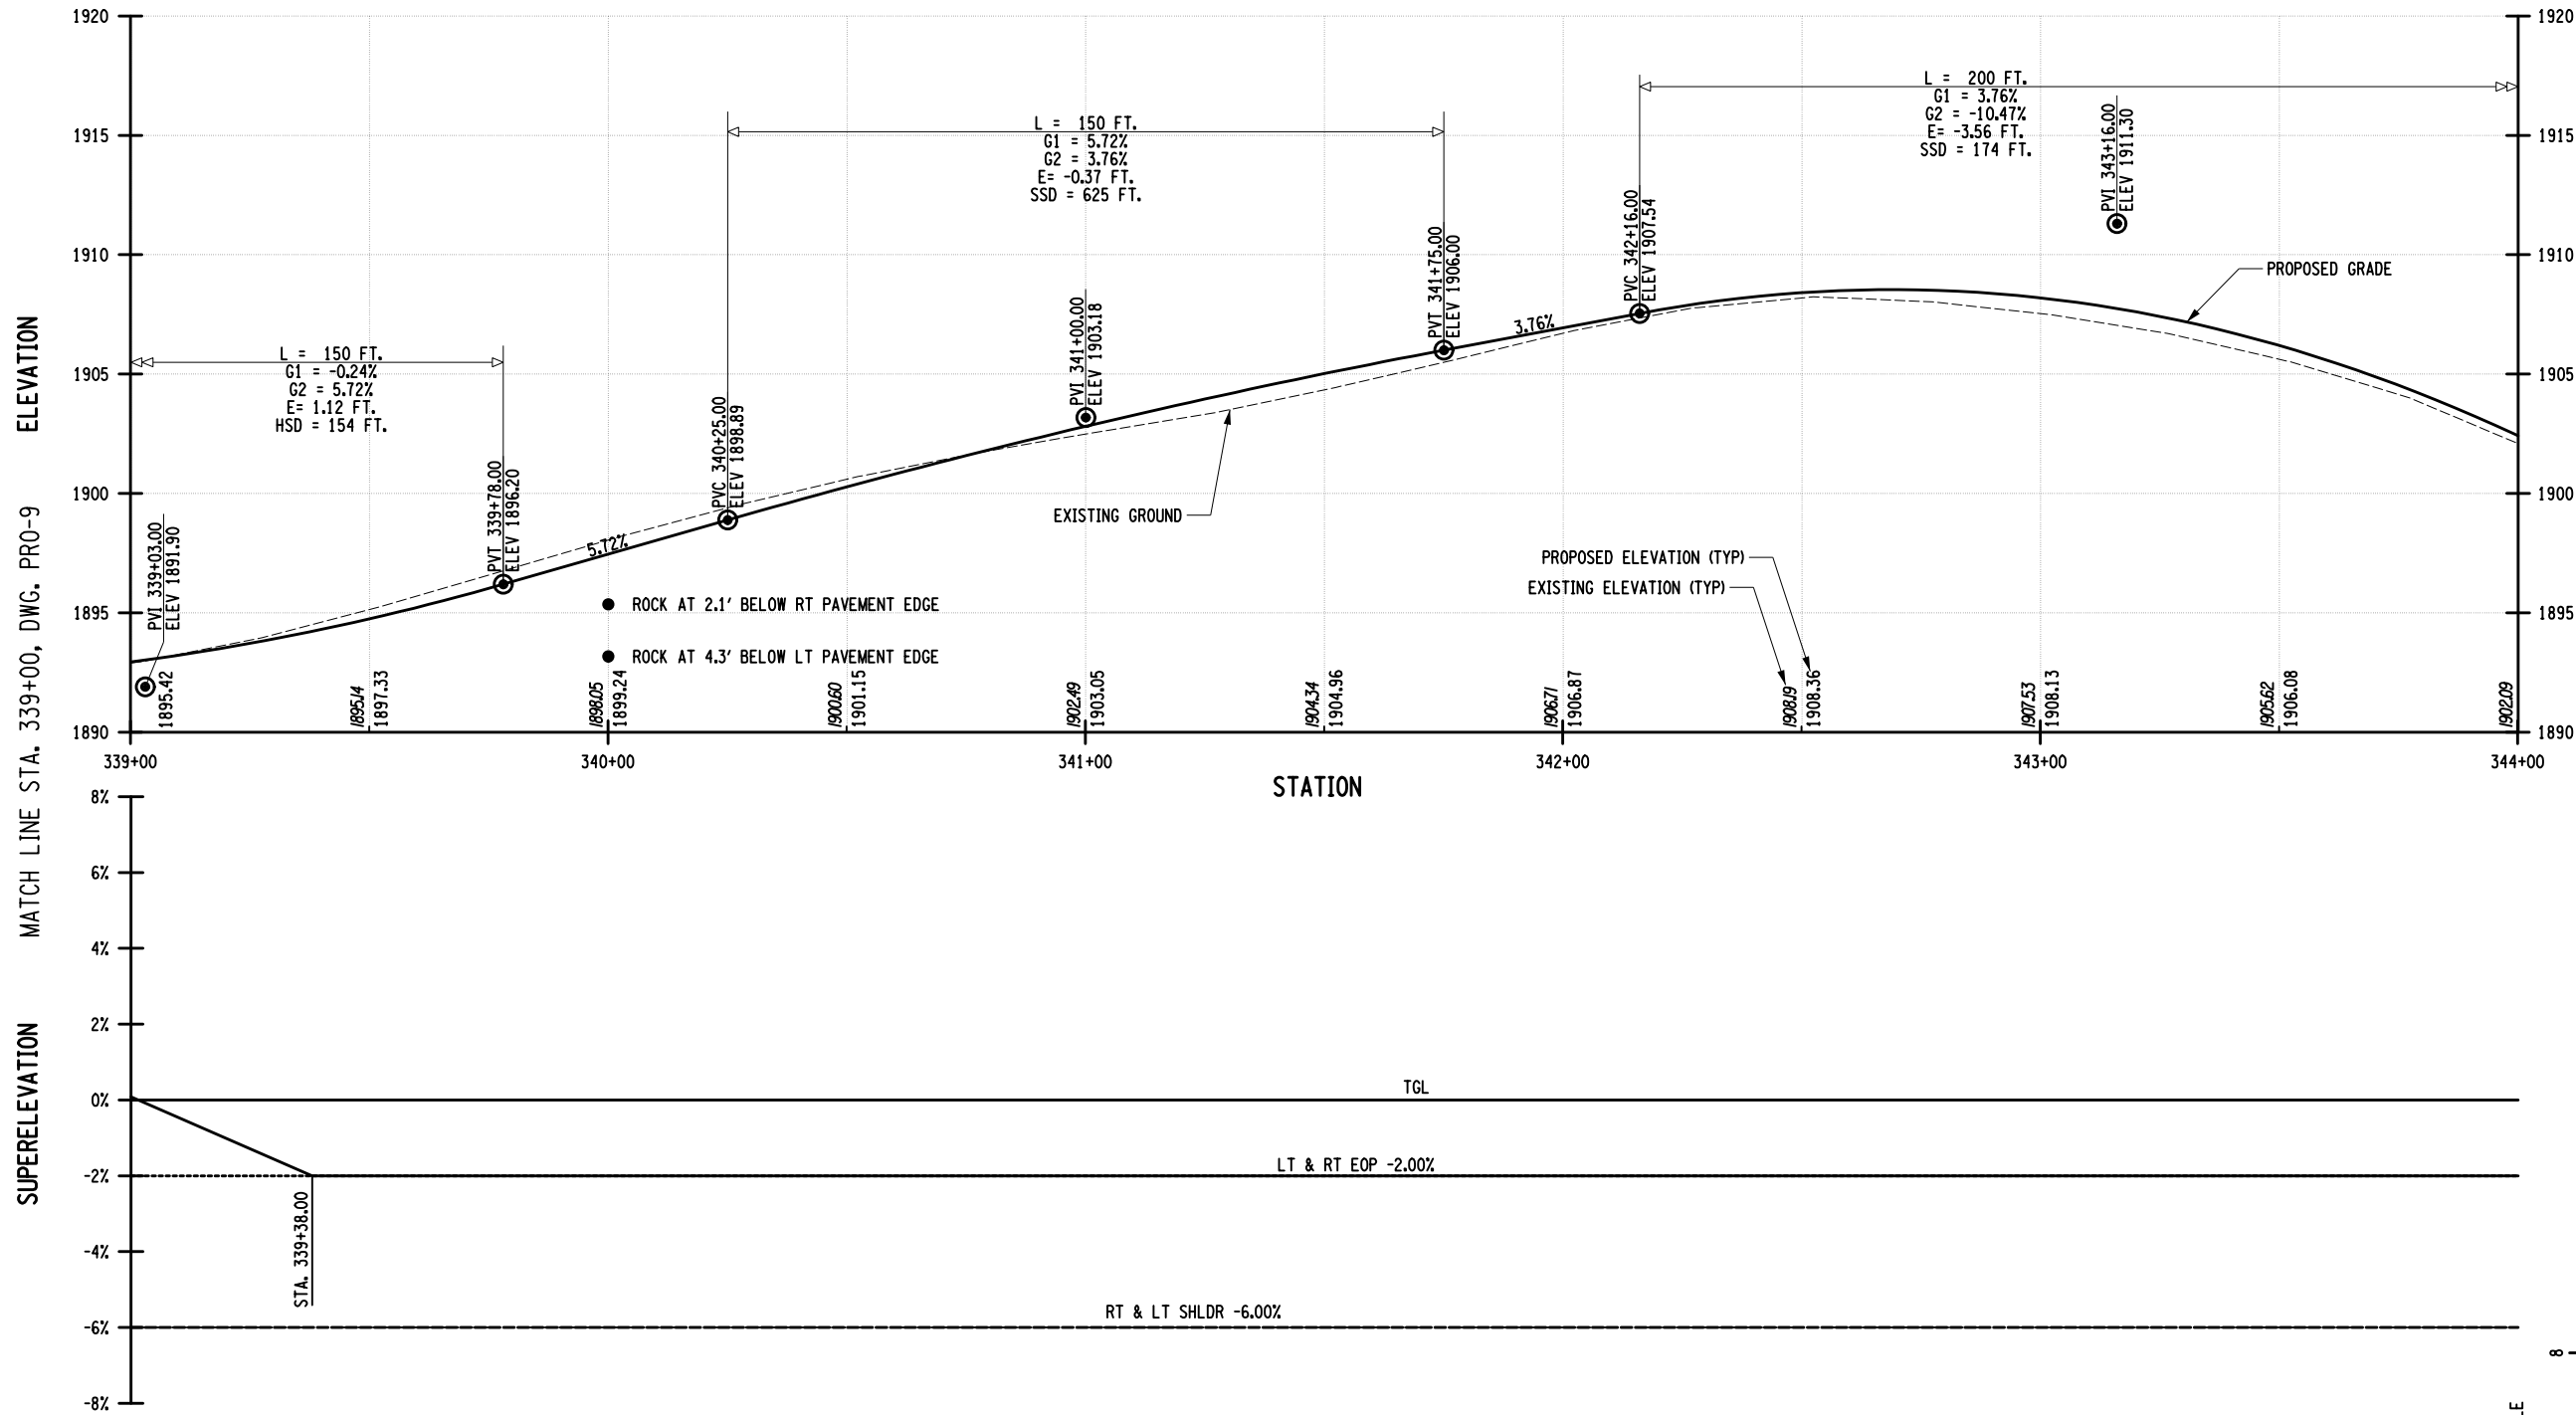 1920
1920
1915
1915
1910
1910
1905
1905
1900
1900
1895
1895
1890
1890
ELEVATION
MATCH LINE STA. 339+00, DWG. PRO-9
L = 150 FT.
G1 = -0.24%
G2 = 5.72%
E= 1.12 FT.
HSD = 154 FT.
L = 150 FT.
G1 = 5.72%
G2 = 3.76%
E= -0.37 FT.
SSD = 625 FT.
L = 200 FT.
G1 = 3.76%
G2 = -10.47%
E= -3.56 FT.
SSD = 174 FT.
PVI 339+03.00
ELEV 1891.90
PVT 339+78.00
ELEV 1896.20
PVC 340+25.00
ELEV 1898.89
PVI 341+00.00
ELEV 1903.18
PVT 341+75.00
ELEV 1906.00
PVC 342+16.00
ELEV 1907.54
PVI 343+16.00
ELEV 1911.30
5.72%
3.76%
PROPOSED GRADE
EXISTING GROUND
PROPOSED ELEVATION (TYP)
EXISTING ELEVATION (TYP)
ROCK AT 2.1' BELOW RT PAVEMENT EDGE
ROCK AT 4.3' BELOW LT PAVEMENT EDGE
1895.42
1895.14
1897.33
1898.05
1899.24
1900.60
1901.15
1902.49
1903.05
1904.34
1904.96
1906.71
1906.87
1908.19
1908.36
1907.53
1908.13
1905.62
1906.08
1902.09
339+00
340+00
341+00
342+00
343+00
344+00
STATION
SUPERELEVATION
8%
6%
4%
2%
0%
-2%
-4%
-6%
-8%
TGL
LT & RT EOP -2.00%
STA. 339+38.00
RT & LT SHLDR -6.00%
8
LE